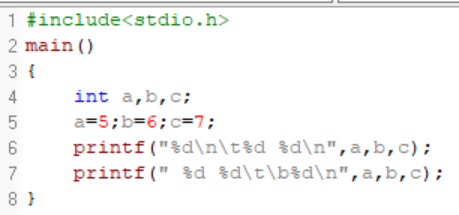 1 #include<stdio.h>
2 main()
3 {
4     int a,b,c;
5     a=5;b=6;c=7;
6     printf("%d\n\t%d %d\n",a,b,c);
7     printf(" %d %d\t\b%d\n",a,b,c);
8 }